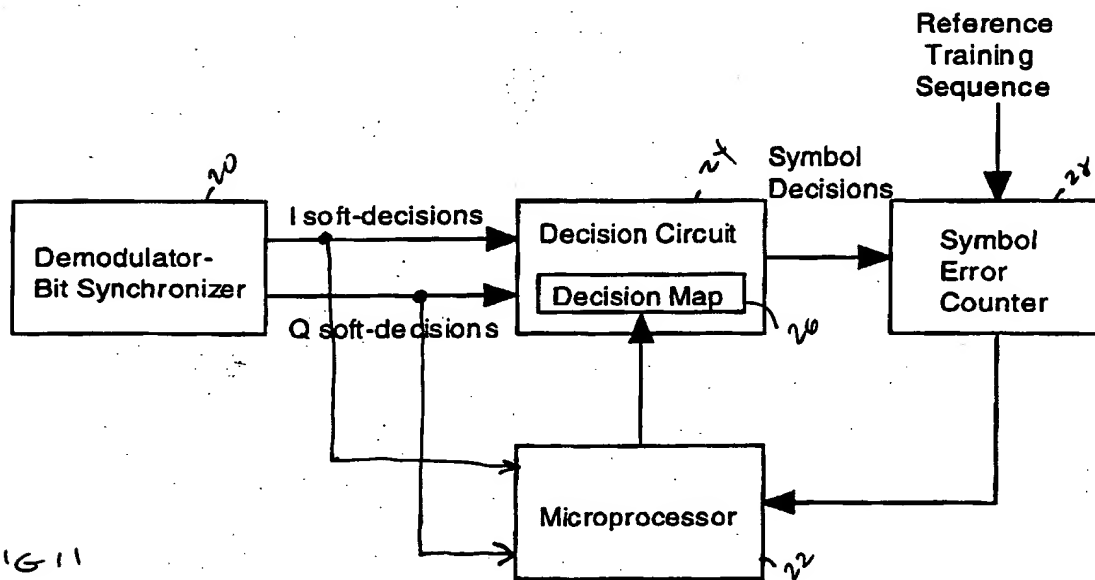 Reference
Training
Sequence
20
I soft-decisions
24
Symbol
Decisions
28
Demodulator-
Bit Synchronizer
Decision Circuit
Decision Map
26
Symbol
Error
Counter
Q soft-decisions
Microprocessor
22